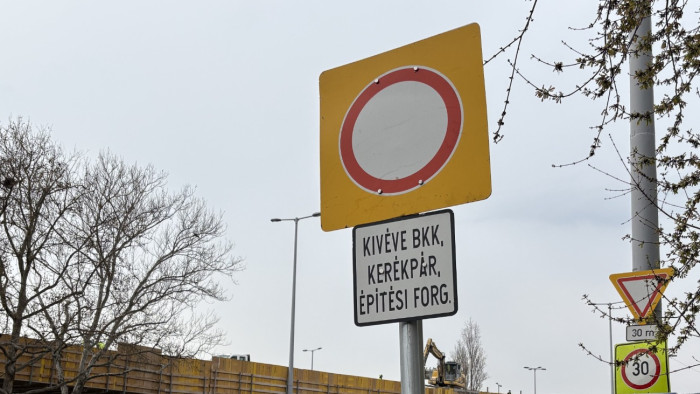 KIVÉVE BKK,
KERÉKPÁR,
ÉPÍTÉSI FORG.
30 m
30